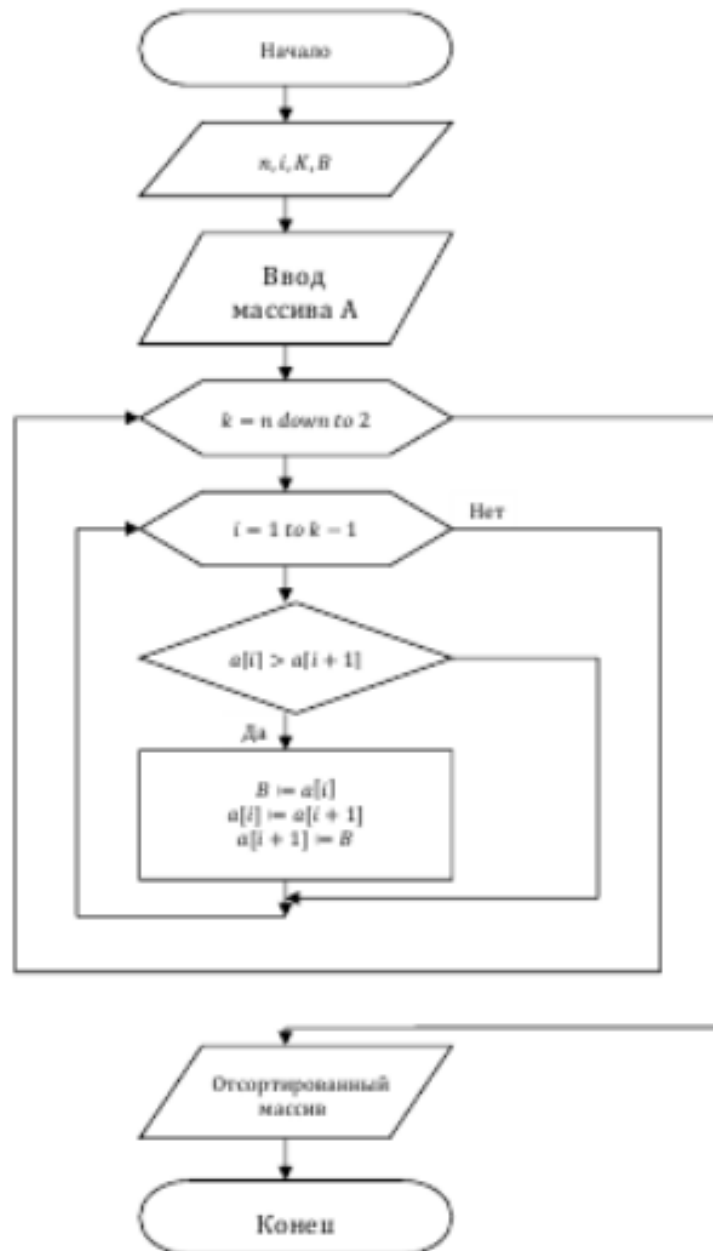 Начало
n, i, K, B
Ввод
массива А
k = n down to 2
Нет
i = 1 to k − 1
a[i] > a[i + 1]
Да
B ≔ a[i]
a[i] ≔ a[i + 1]
a[i + 1] ≔ B
Отсортированный
массив
Конец